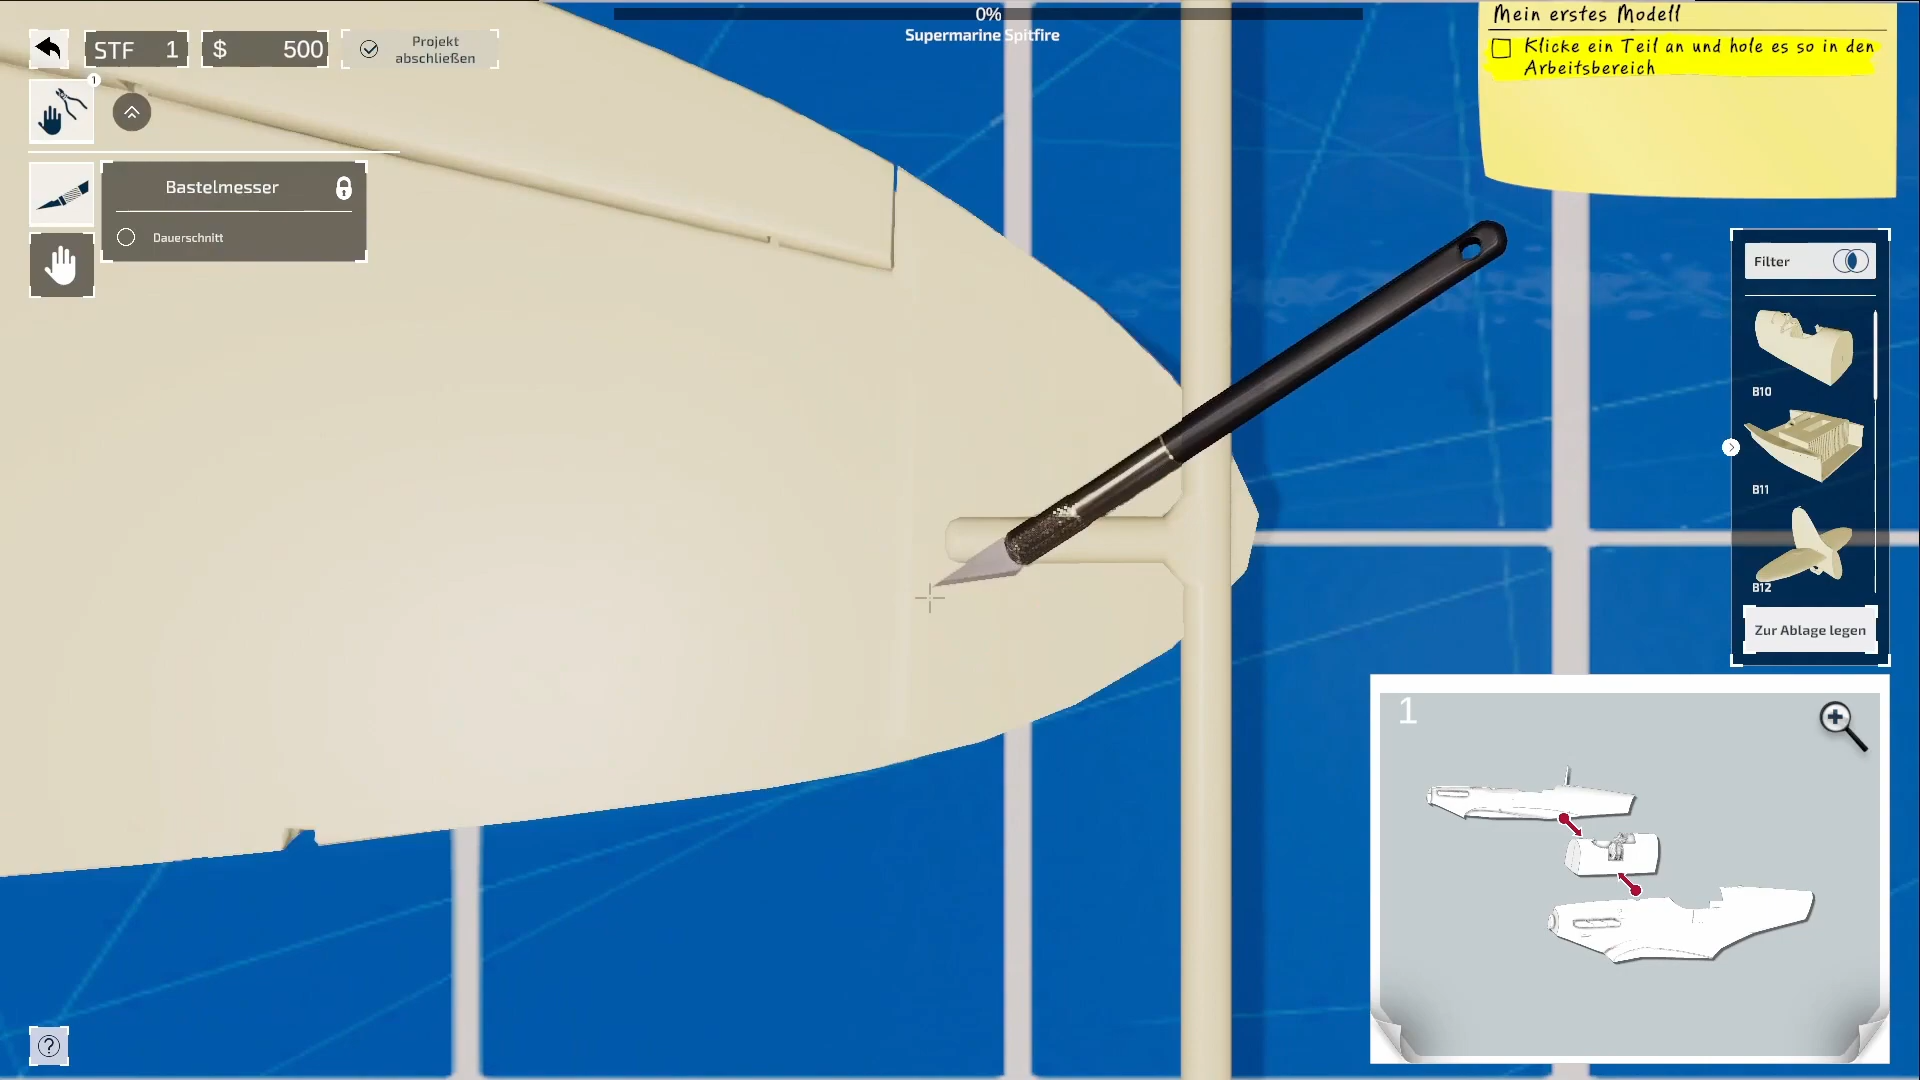 0%
Supermarine Spitfire
STF 1
$ 500
Projekt
abschließen
1
Bastelmesser
Dauerschnitt
Mein erstes Modell
Klicke ein Teil an und hole es so in den
Arbeitsbereich
Filter
B10
B11
B12
Zur Ablage legen
1
?